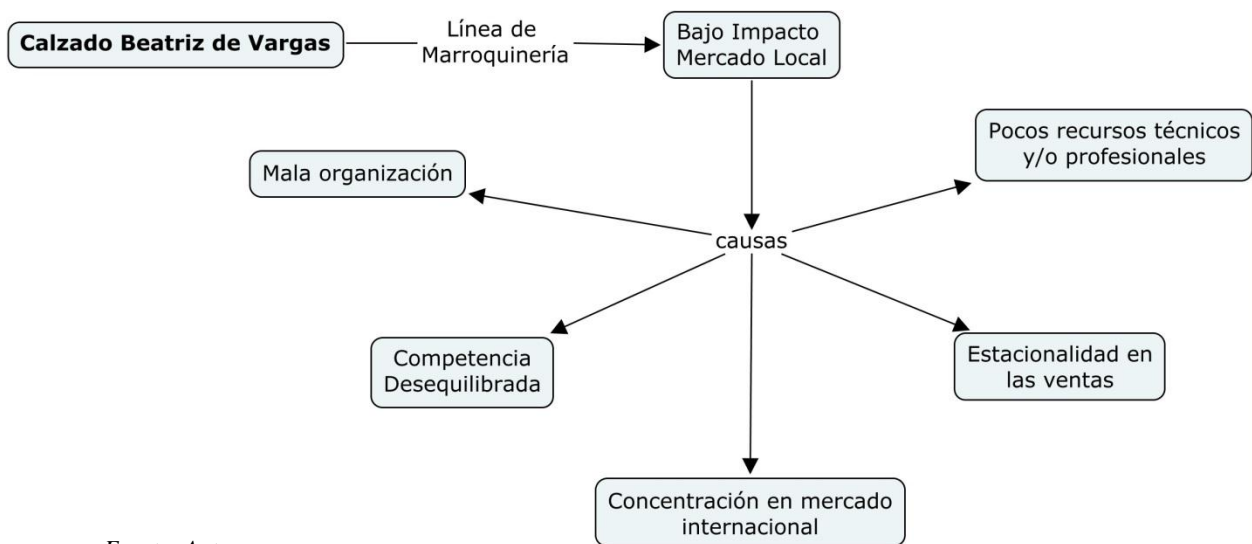 Calzado Beatriz de Vargas
Línea de
Marroquinería
Bajo Impacto
Mercado Local
Pocos recursos técnicos
y/o profesionales
Mala organización
causas
Competencia
Desequilibrada
Estacionalidad en
las ventas
Concentración en mercado
internacional